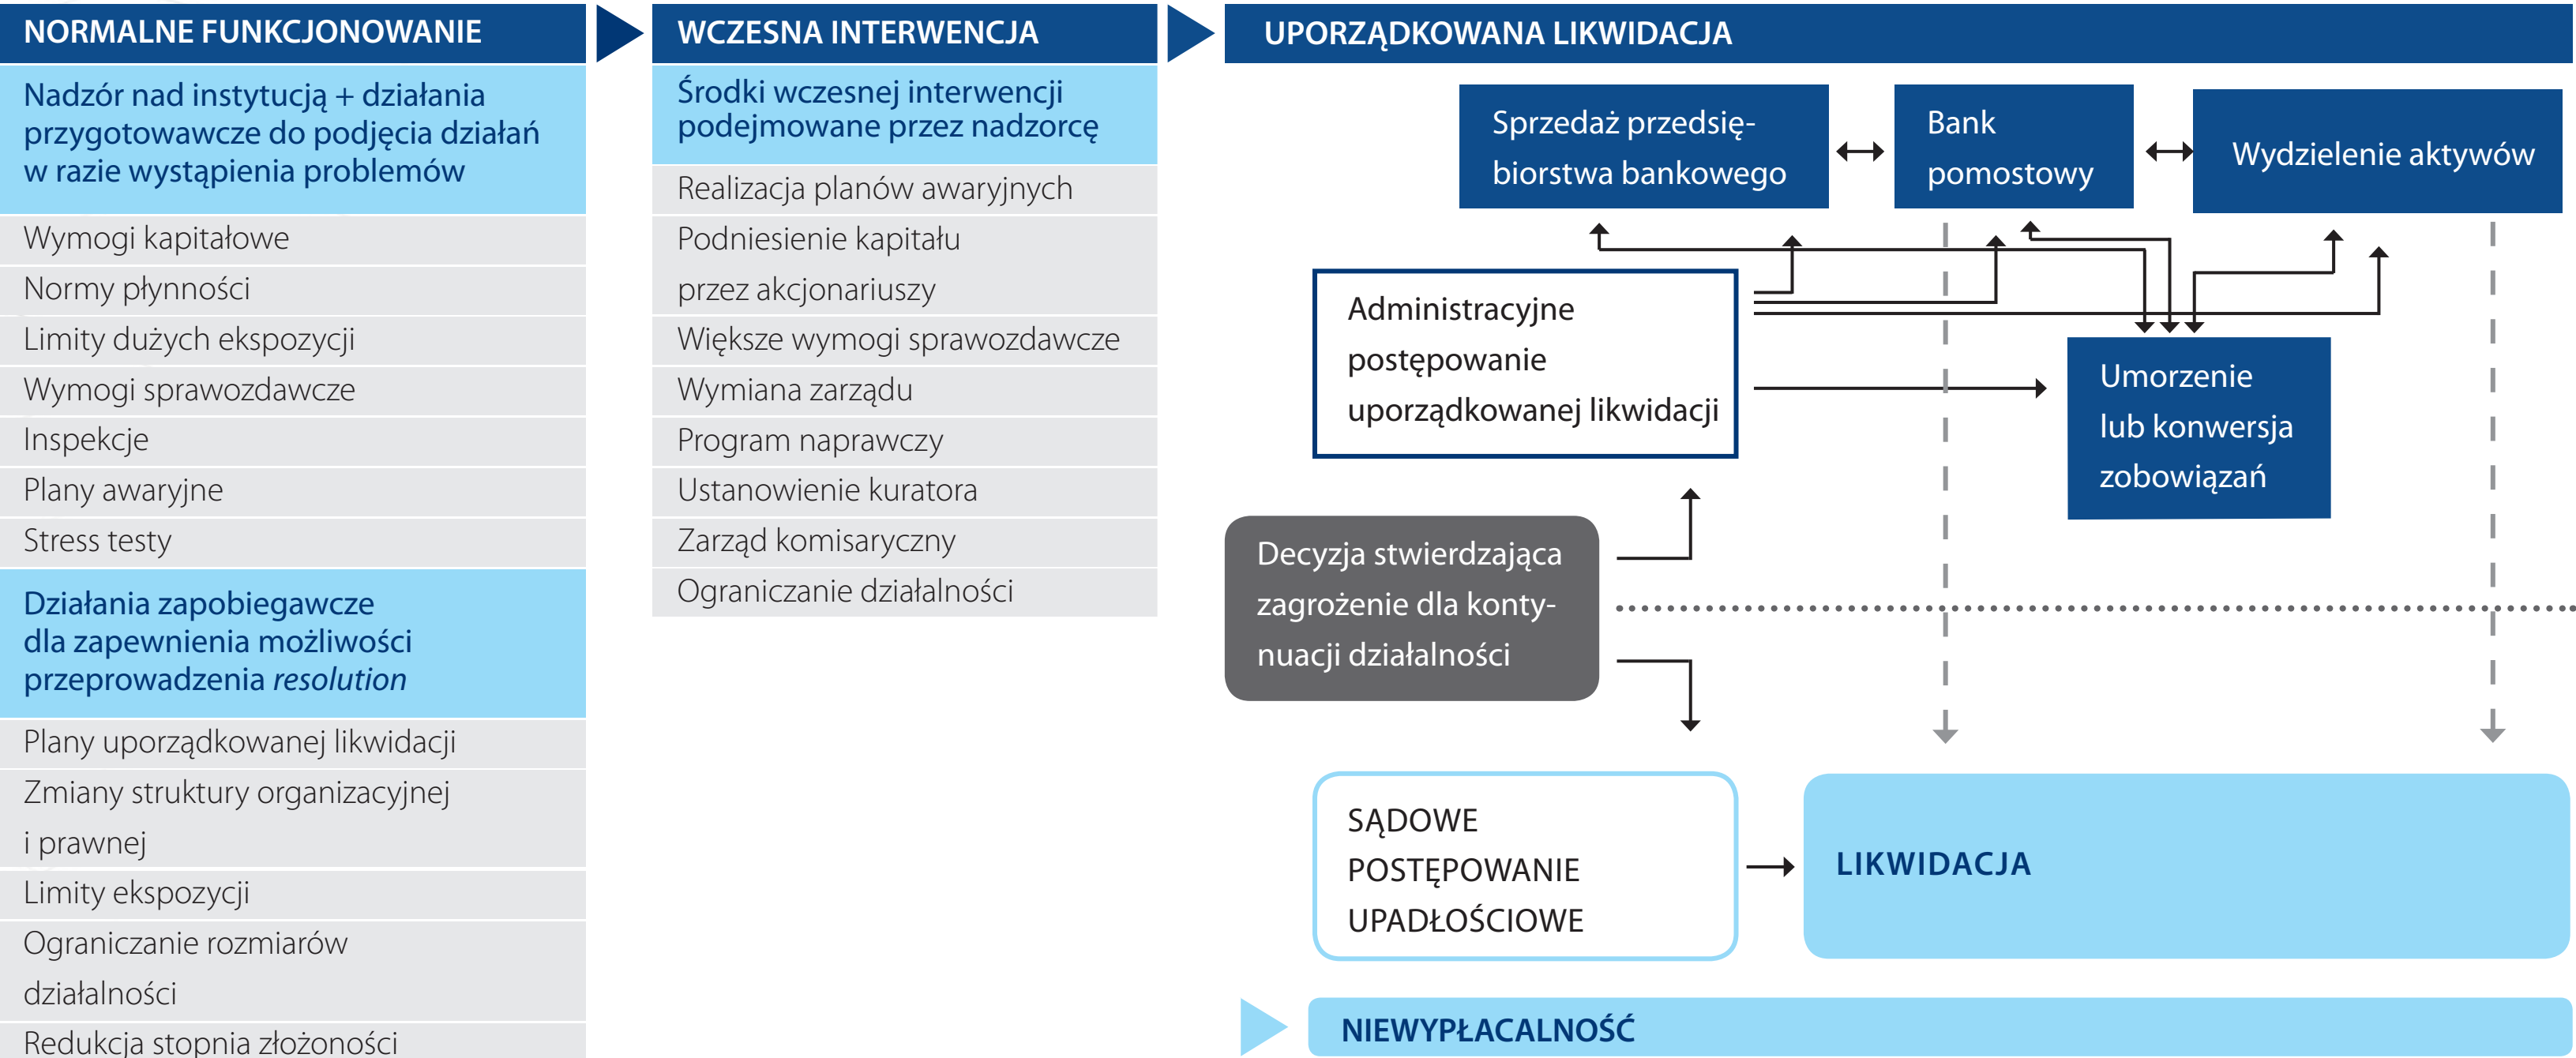 NORMALNE FUNKCJONOWANIE
Nadzór nad instytucją + działania
przygotowawcze do podjęcia działań
w razie wystąpienia problemów
Wymogi kapitałowe
Normy płynności
Limity dużych ekspozycji
Wymogi sprawozdawcze
Inspekcje
Plany awaryjne
Stress testy
Działania zapobiegawcze
dla zapewnienia możliwości
przeprowadzenia resolution
Plany uporządkowanej likwidacji
Zmiany struktury organizacyjnej
i prawnej
Limity ekspozycji
Ograniczanie rozmiarów
działalności
Redukcja stopnia złożoności
WCZESNA INTERWENCJA
Środki wczesnej interwencji
podejmowane przez nadzorcę
Realizacja planów awaryjnych
Podniesienie kapitału
przez akcjonariuszy
Większe wymogi sprawozdawcze
Wymiana zarządu
Program naprawczy
Ustanowienie kuratora
Zarząd komisaryczny
Ograniczanie działalności
UPORZĄDKOWANA LIKWIDACJA
Sprzedaż przedsię-
biorstwa bankowego
Bank
pomostowy
Wydzielenie aktywów
Administracyjne
postępowanie
uporządkowanej likwidacji
Umorzenie
lub konwersja
zobowiązań
Decyzja stwierdzająca
zagrożenie dla konty-
nuacji działalności
SĄDOWE
POSTĘPOWANIE
UPADŁOŚCIOWE
LIKWIDACJA
NIEWYPŁACALNOŚĆ